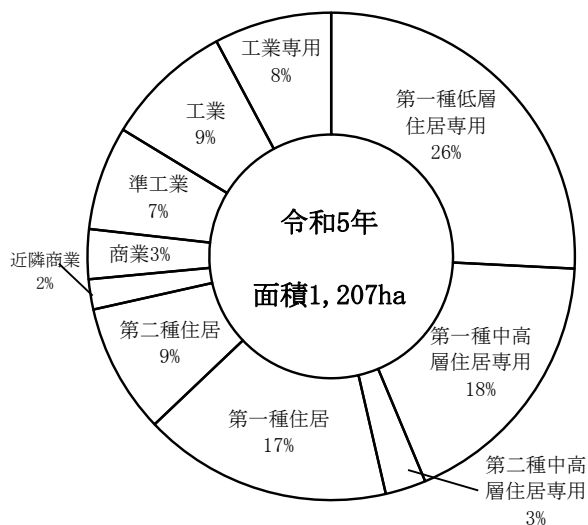 工業専用
8%
第一種低層
住居専用
26%
工業
9%
準工業
7%
令和5年
面積1,207ha
商業3%
近隣商業
2%
第二種住居
9%
第一種中高
層住居専用
18%
第一種住居
17%
第二種中高
層住居専用
3%